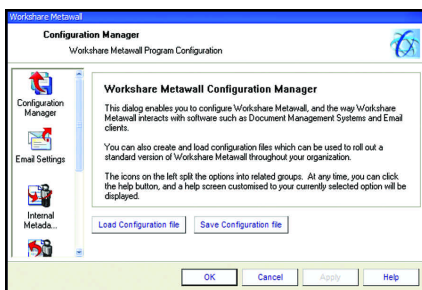 Workshare Metawall
Configuration Manager
Workshare Metawall Program Configuration
Configuration
Manager
Email Settings
Internal
Metada...
Workshare Metawall Configuration Manager
This dialog enables you to configure Workshare Metawall, and the way Workshare
Metawall interacts with software such as Document Management Systems and Email
clients.
You can also create and load configuration files which can be used to roll out a
standard version of Workshare Metawall throughout your organization.
The icons on the left split the options into related groups. At any time, you can click
the help button, and a help screen customised to your currently selected option will be
displayed.
Load Configuration file
Save Configuration file
OK
Cancel
Apply
Help